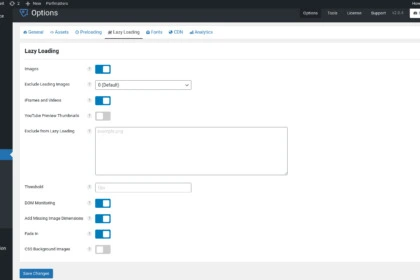 2
New
Perfmatters
Options
Options
Tools
License
Support
General
Assets
Preloading
Lazy Loading
Fonts
CDN
Analytics
Lazy Loading
Images
?
Exclude Leading Images
?
0 (Default)
iFrames and Videos
?
YouTube Preview Thumbnails
?
Exclude from Lazy Loading
?
example.png
Threshold
?
DOM Monitoring
?
Add Missing Image Dimensions
?
Fade In
?
CSS Background Images
?
Save Changes